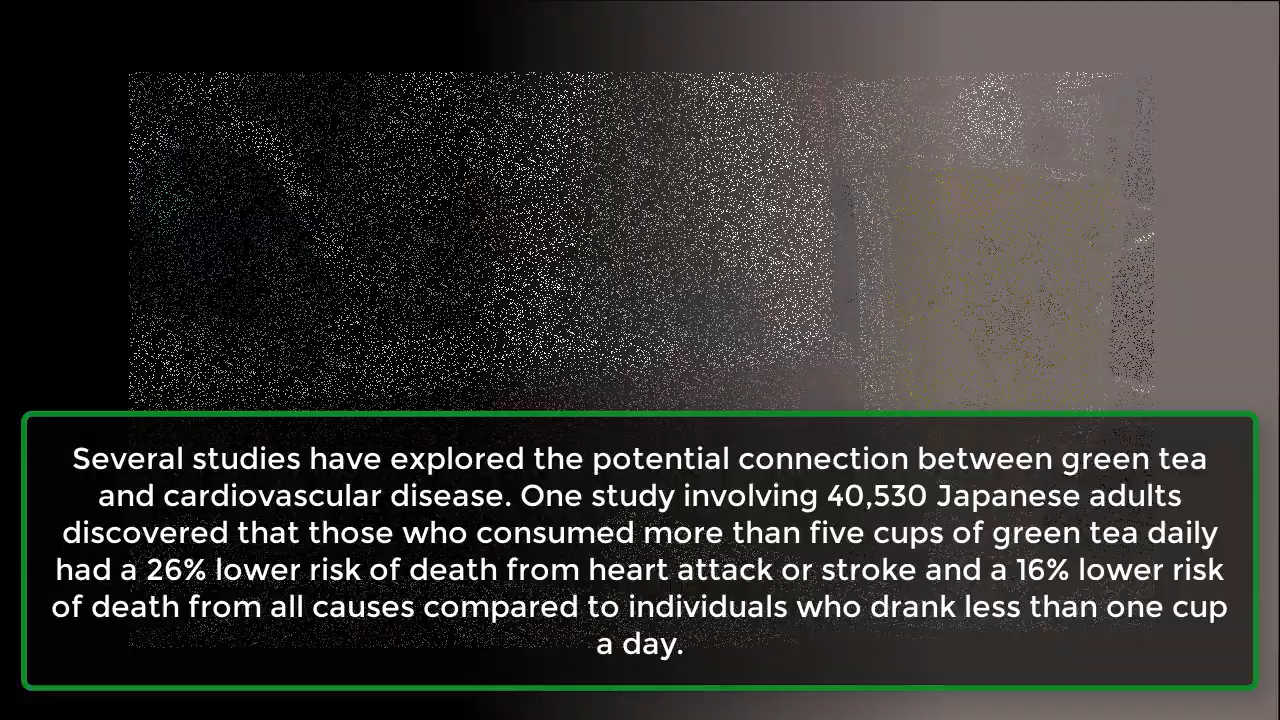 Several studies have explored the potential connection between green tea
and cardiovascular disease. One study involving 40,530 Japanese adults
discovered that those who consumed more than five cups of green tea daily
had a 26% lower risk of death from heart attack or stroke and a 16% lower risk
of death from all causes compared to individuals who drank less than one cup
a day.